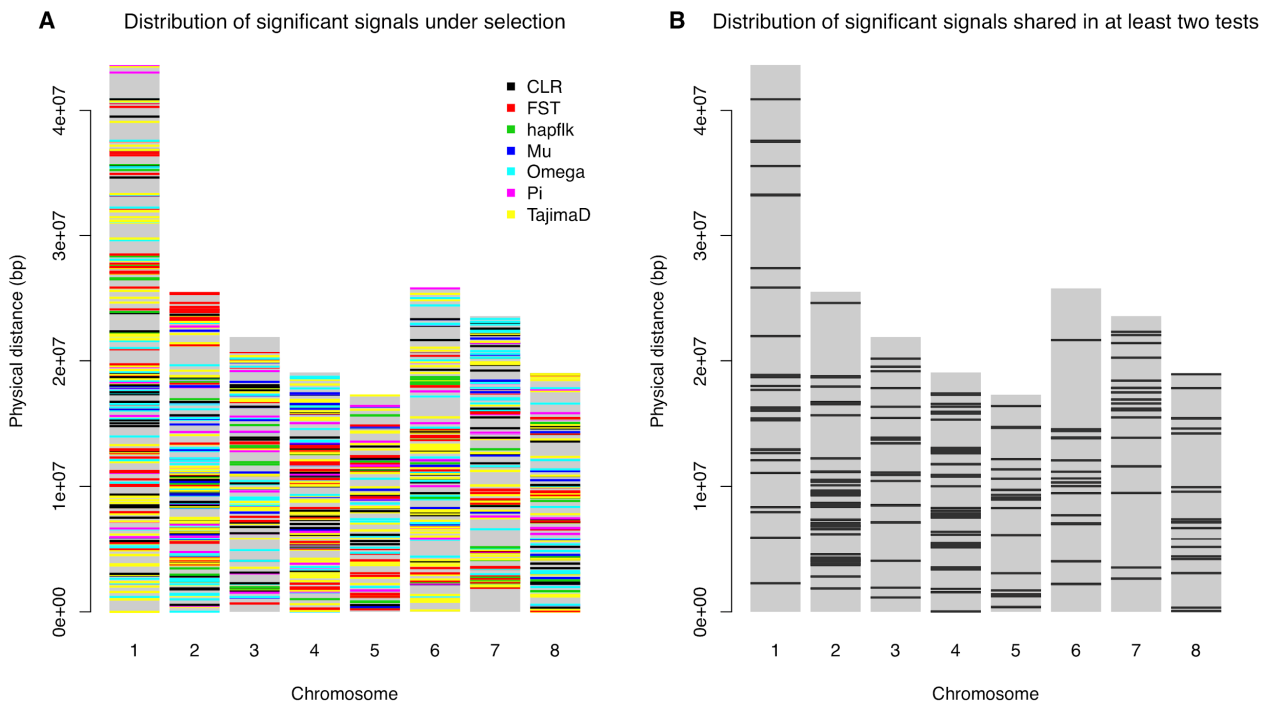 A Distribution of significant signals under selection
CLR
FST
hapflk
Mu
Omega
Pi
TajimaD
Physical distance (bp)
4e+07
3e+07
2e+07
1e+07
0e+00
1 2 3 4 5 6 7 8
Chromosome
B Distribution of significant signals shared in at least two tests
Physical distance (bp)
4e+07
3e+07
2e+07
1e+07
0e+00
1 2 3 4 5 6 7 8
Chromosome